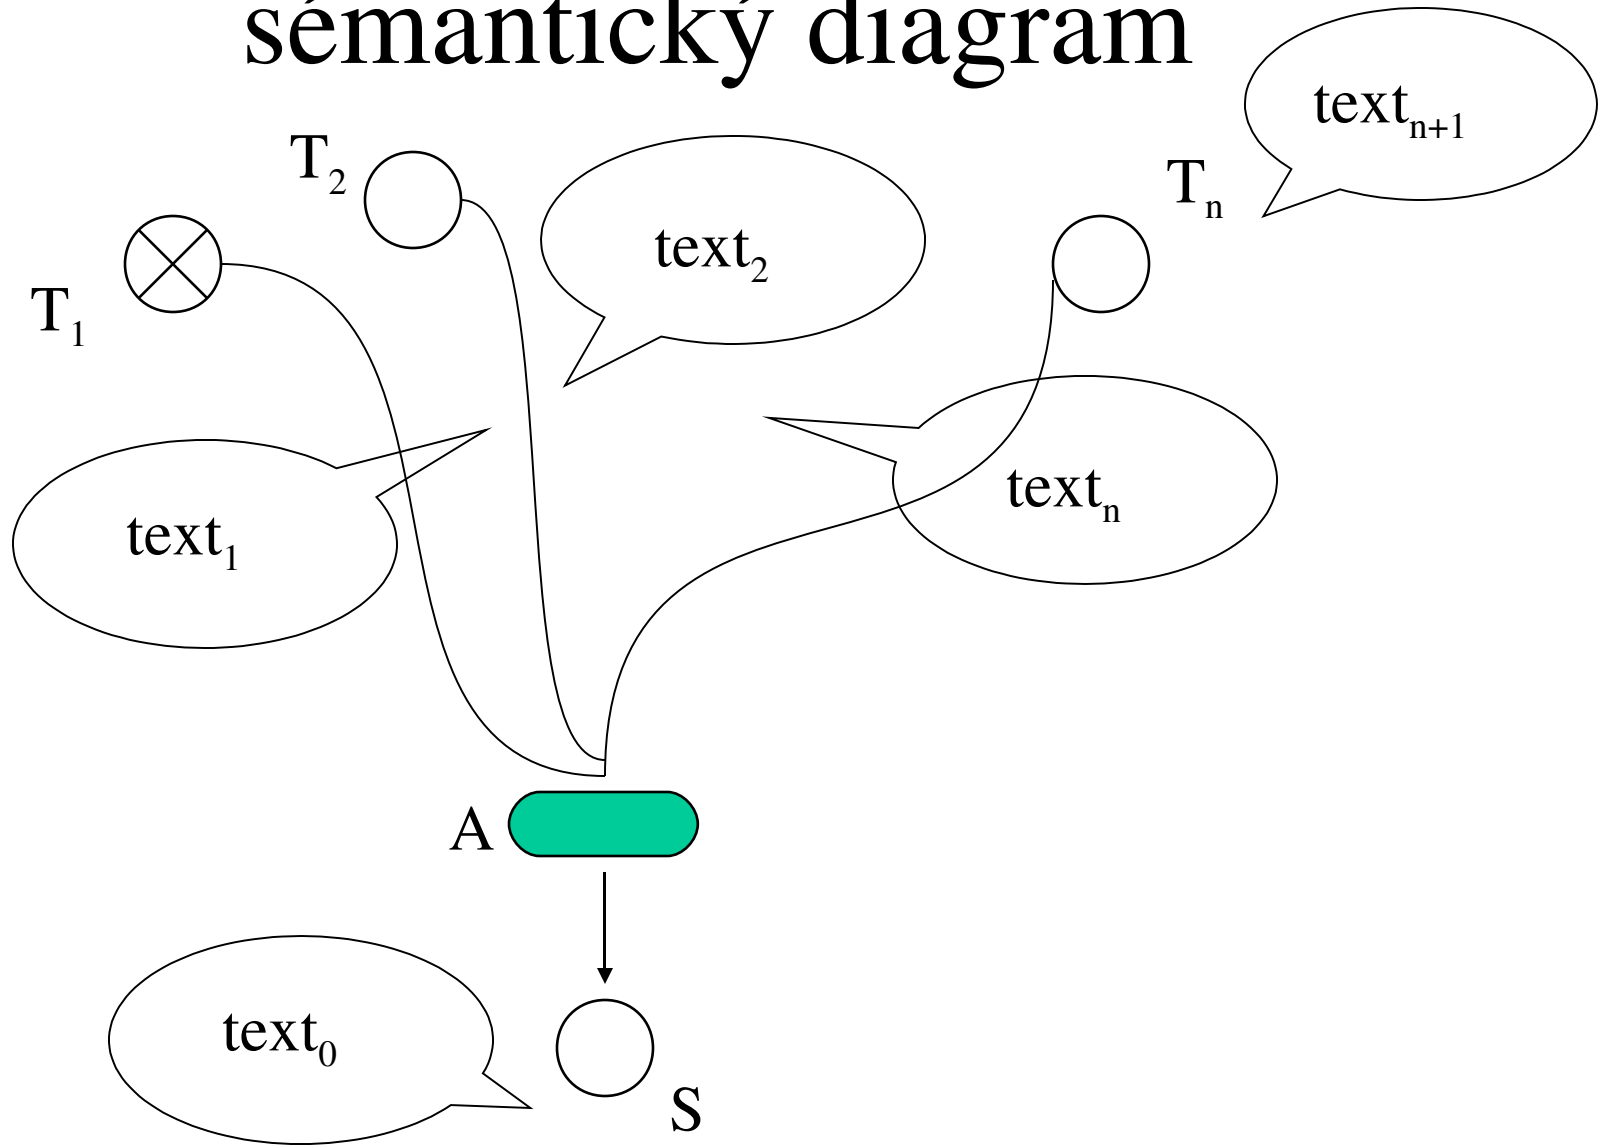 sémantický diagram
text_{n+1}
T_2
T_n
text_2
T_1
text_n
text_1
A
text_0
S